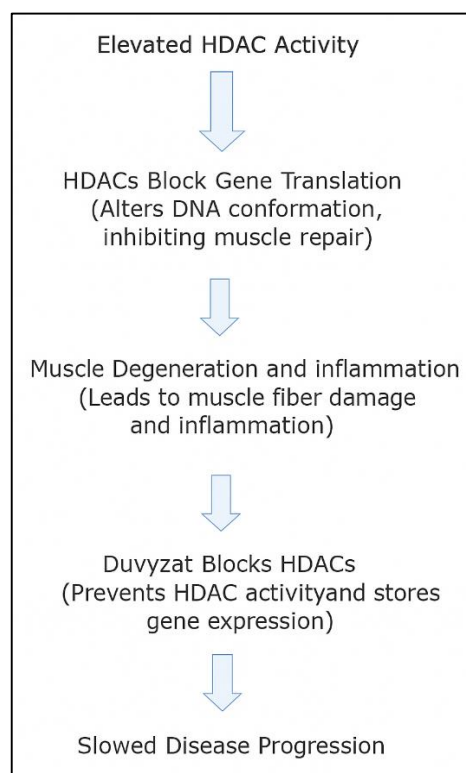 Elevated HDAC Activity
HDACs Block Gene Translation
(Alters DNA conformation,
inhibiting muscle repair)
Muscle Degeneration and inflammation
(Leads to muscle fiber damage
and inflammation)
Duvyzat Blocks HDACs
(Prevents HDAC activityand stores
gene expression)
Slowed Disease Progression